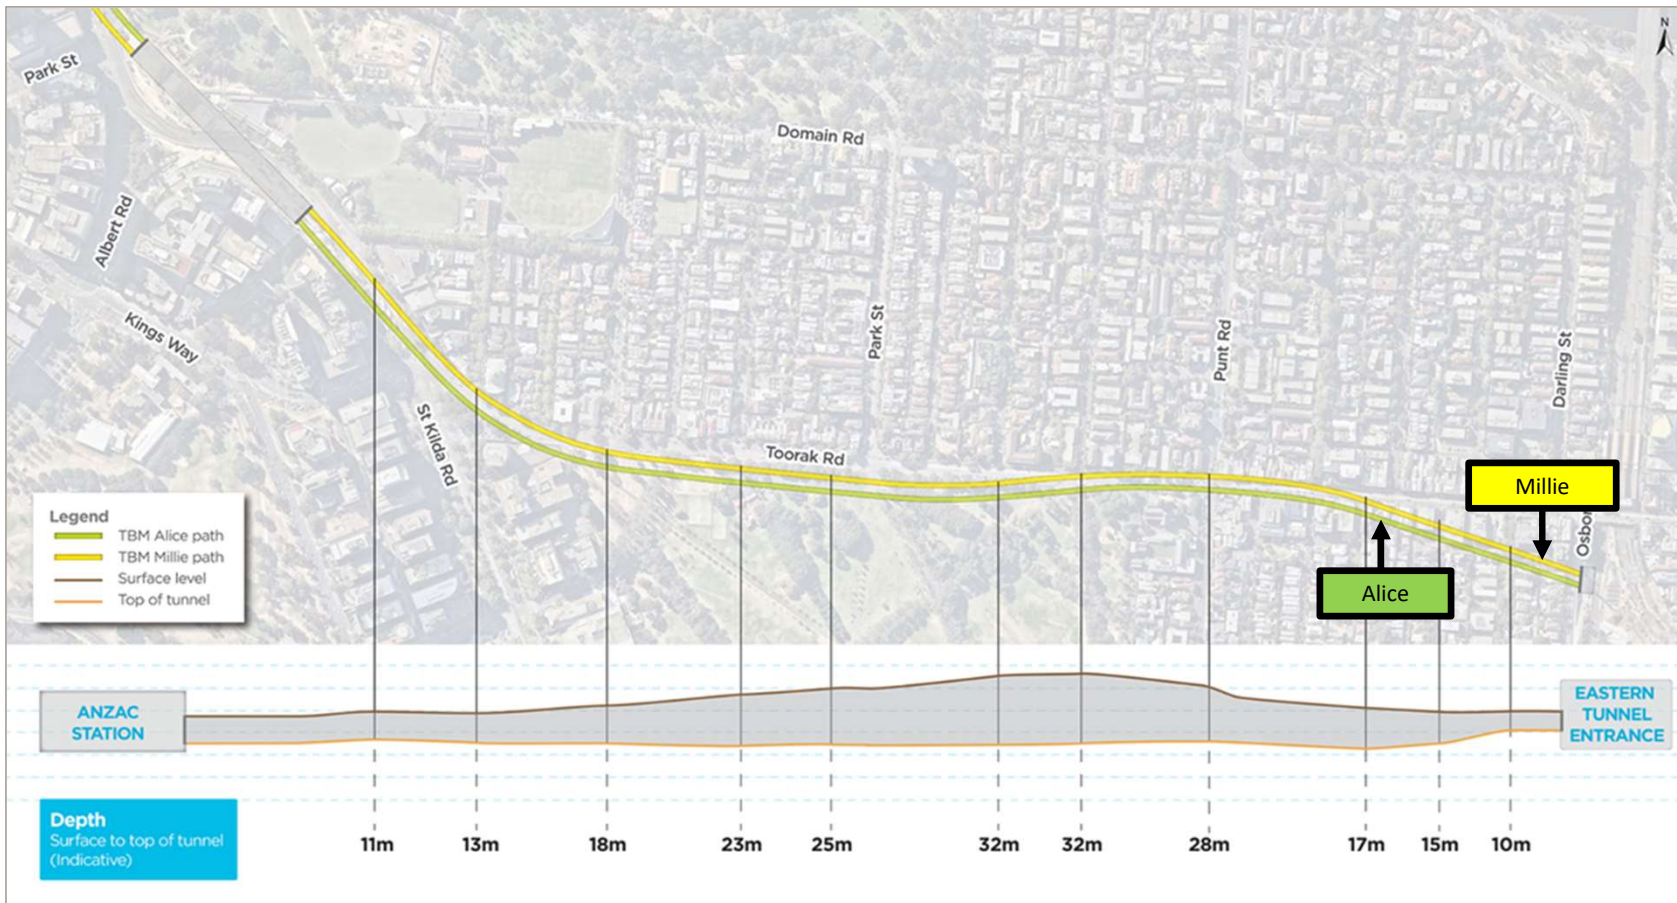 N
Park St
Domain Rd
Albert Rd
Kings Way
Park St
Punt Rd
Darling St
St Kilda Rd
Toorak Rd
Millie
Alice
Legend
TBM Alice path
TBM Millie path
Surface level
Top of tunnel
ANZAC
STATION
EASTERN
TUNNEL
ENTRANCE
Depth
Surface to top of tunnel
(Indicative)
11m 13m 18m 23m 25m 32m 32m 28m 17m 15m 10m